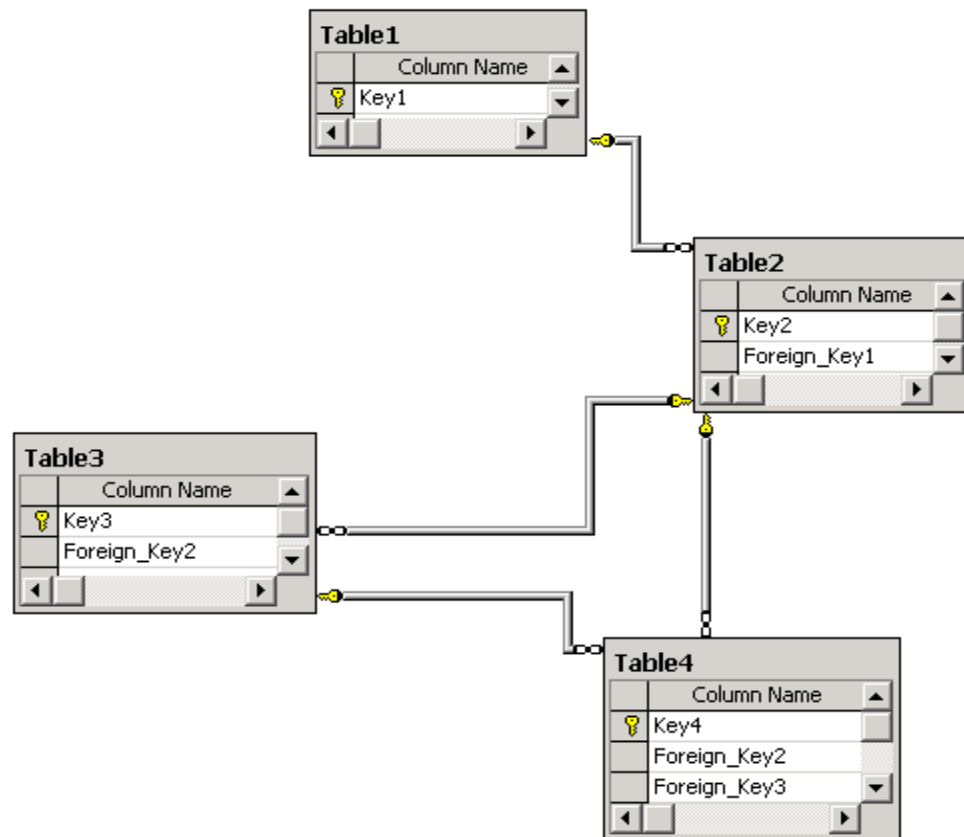 Table1
Column Name
Key1
Table2
Column Name
Key2
Foreign_Key1
Table3
Column Name
Key3
Foreign_Key2
Table4
Column Name
Key4
Foreign_Key2
Foreign_Key3